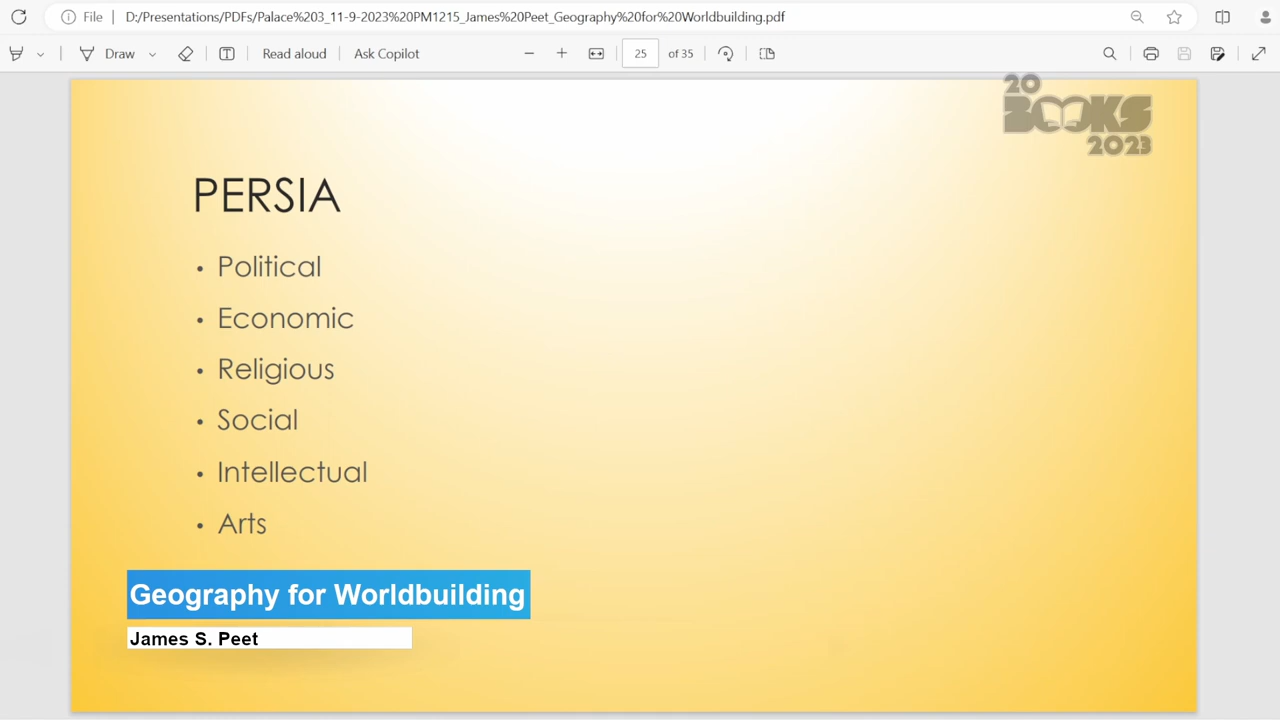 File D:/Presentations/PDFs/Palace%203_11-9-2023%20PM1215_James%20Peet_Geography%20for%20Worldbuilding.pdf
Draw Read aloud Ask Copilot 25 of 35
20
BOOKS
2023
PERSIA
• Political
• Economic
• Religious
• Social
• Intellectual
• Arts
Geography for Worldbuilding
James S. Peet